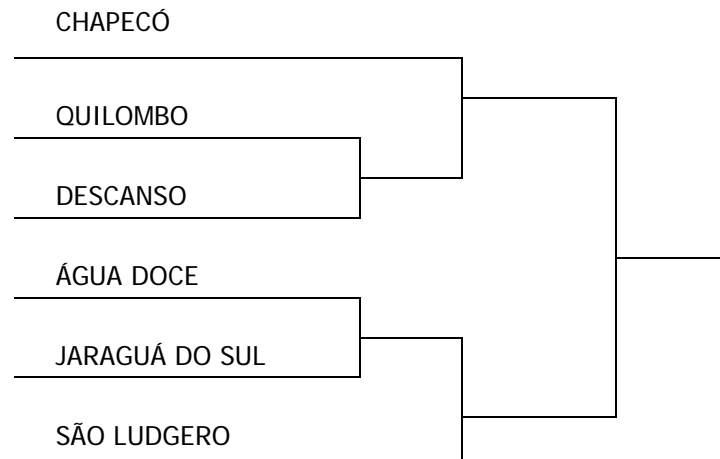 CHAPECÓ
QUILOMBO
DESCANSO
ÁGUA DOCE
JARAGUÁ DO SUL
SÃO LUDGERO